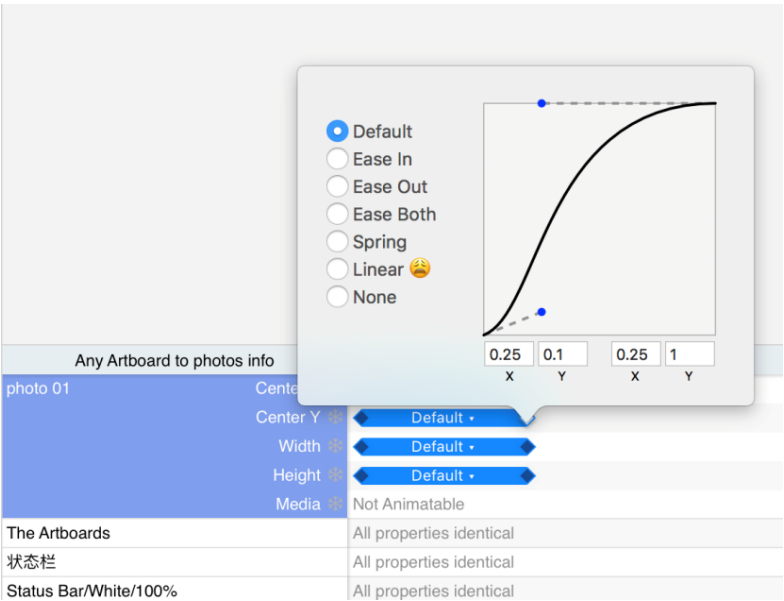 Default
Ease In
Ease Out
Ease Both
Spring
Linear 😩
None
0.25 0.1 0.25 1
X Y X Y
Any Artboard to photos info
photo 01 Cente
Center Y Default
Width Default
Height Default
Media Not Animatable
The Artboards All properties identical
状态栏 All properties identical
Status Bar/White/100% All properties identical